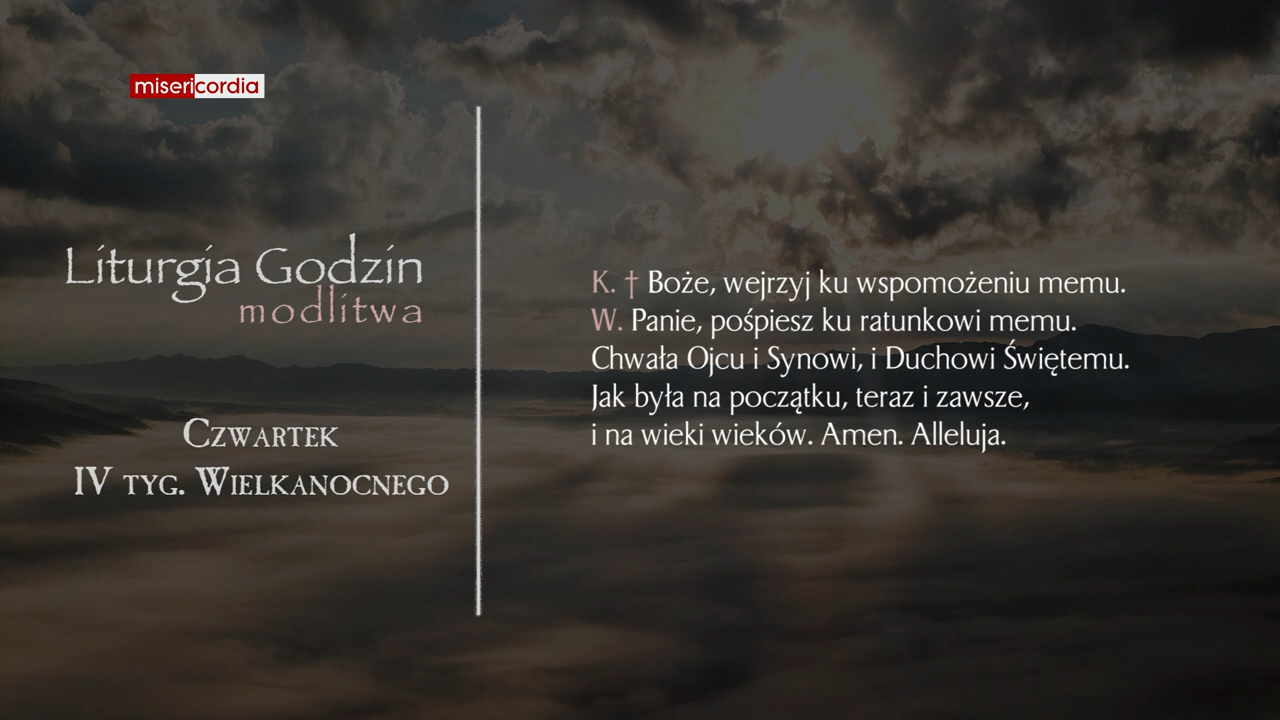 misericordia
Liturgia Godzin
modlitwa
Czwartek
IV tyg. Wielkanocnego
K. † Boże, wejrzyj ku wspomożeniu memu.
W. Panie, pośpiesz ku ratunkowi memu.
Chwała Ojcu i Synowi, i Duchowi Świętemu.
Jak była na początku, teraz i zawsze,
i na wieki wieków. Amen. Alleluja.